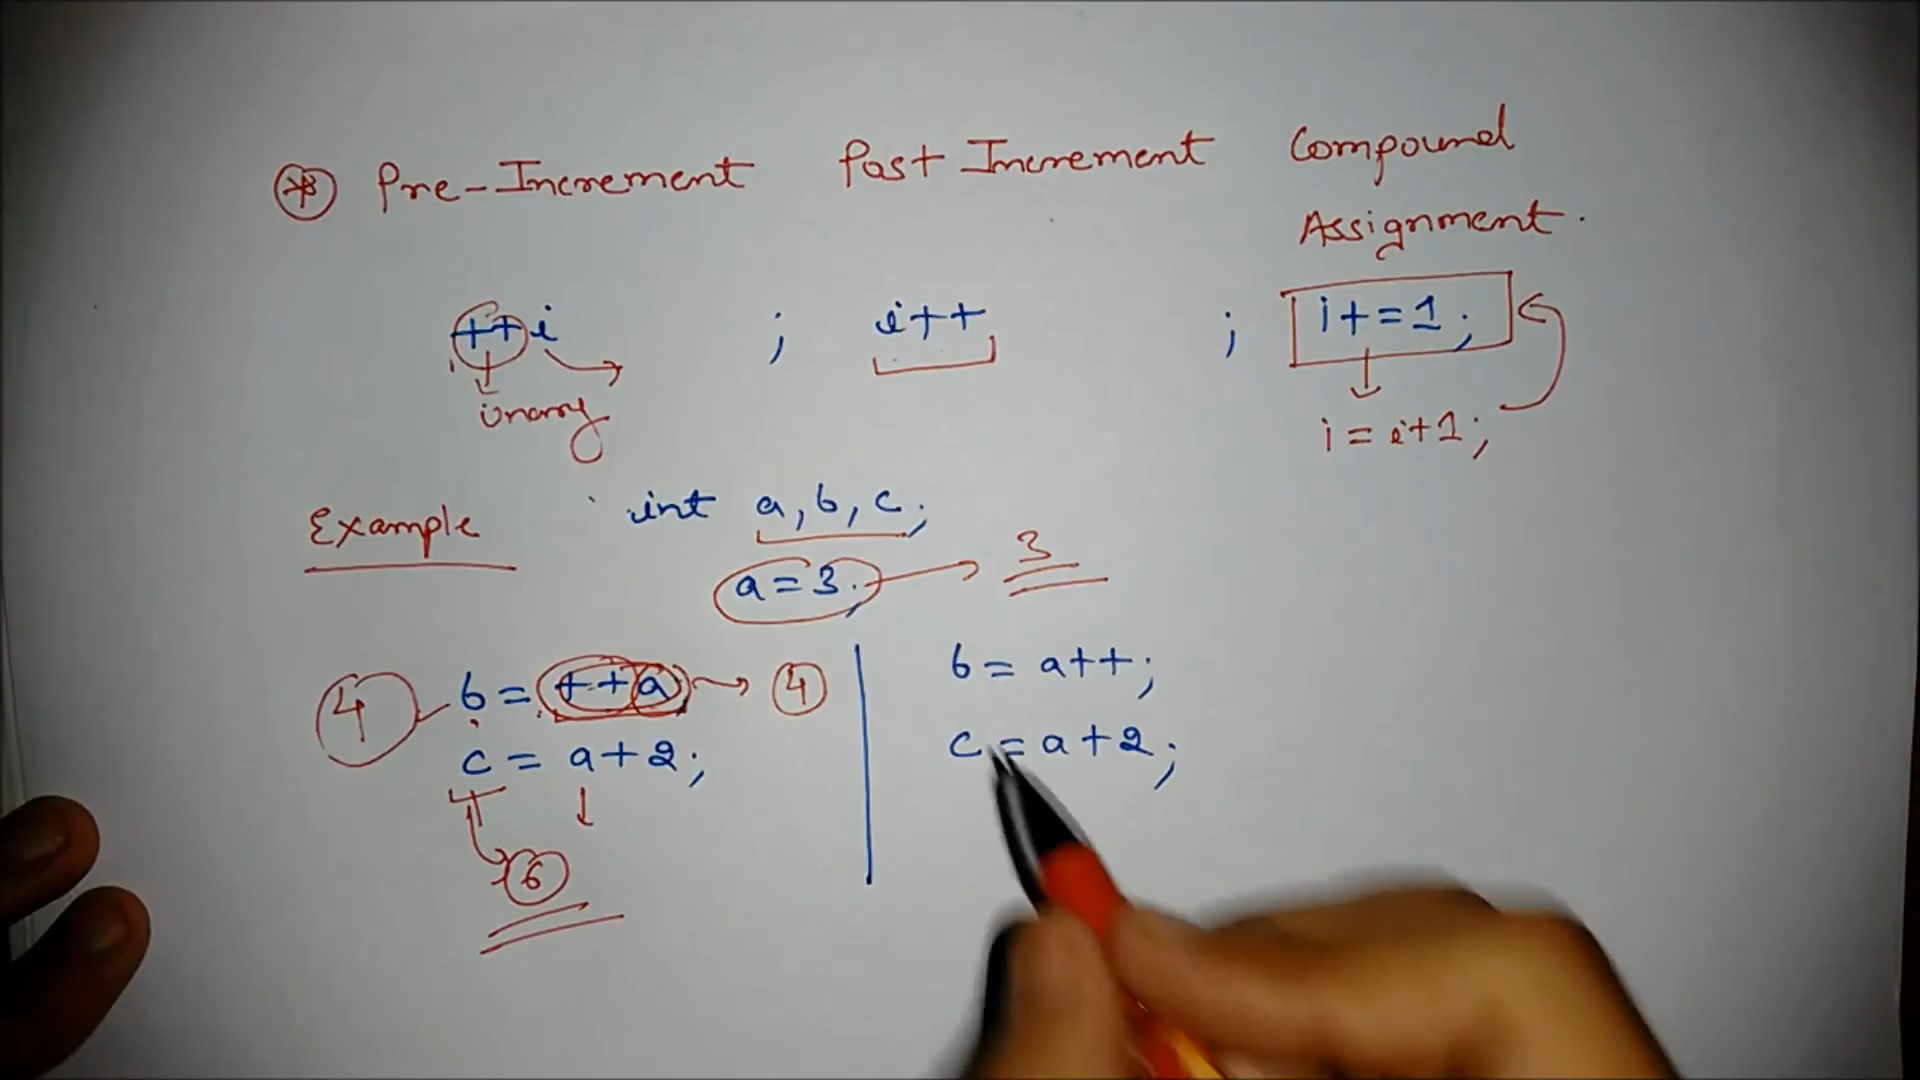 * Pre-Increment Post Increment Compound
Assignment.
++i ; i++ ; i+=1;
unary
i=i+1;
Example int a, b, c;
a=3; 3
4 b = ++a 4
c = a+2;
6
b = a++;
c = a+2;